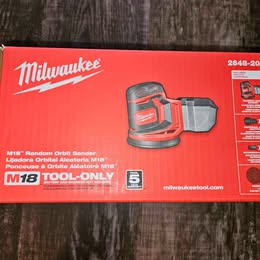 Milwaukee
2648-20
M18™ Random Orbit Sander
Lijadora Orbital Aleatoria M18™
Ponceuse à Orbite Aléatoire M18™
M18 TOOL-ONLY
5
milwaukeetool.com